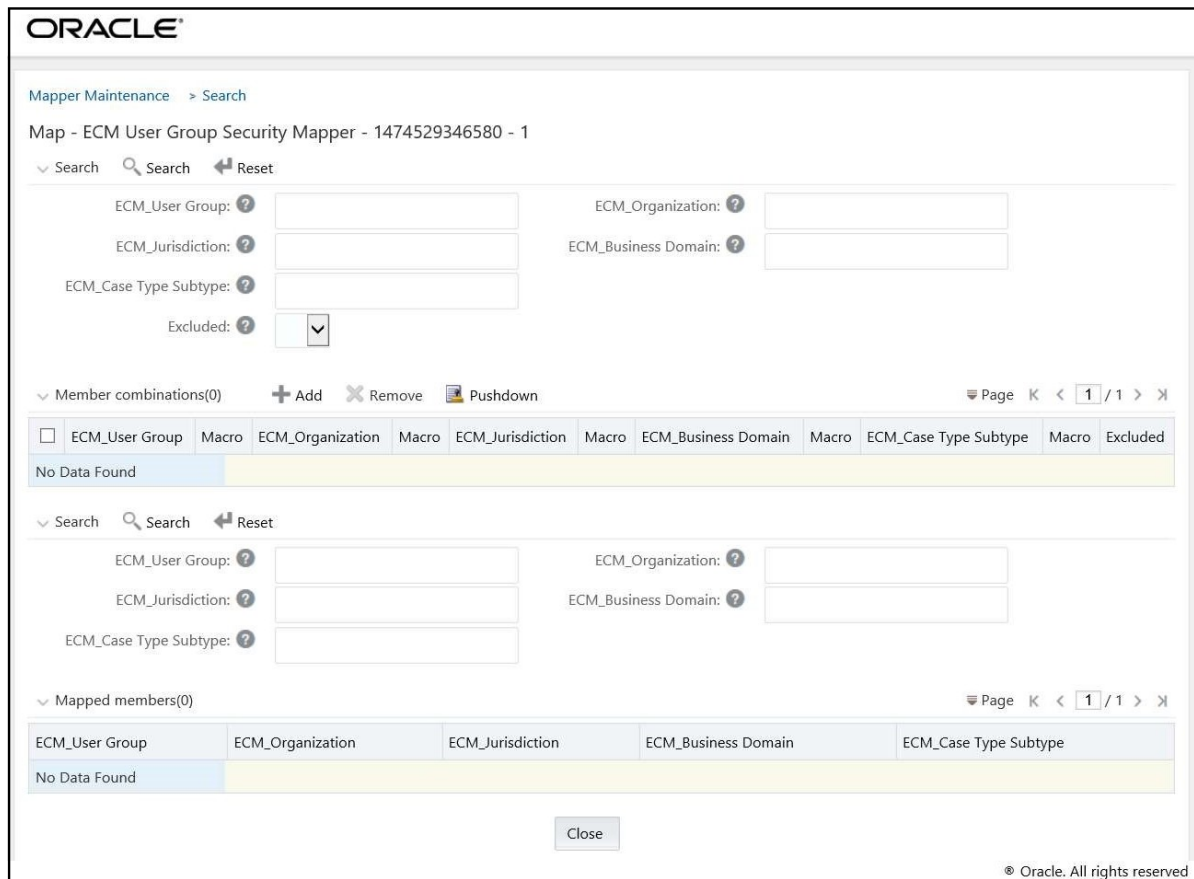 ORACLE®
Mapper Maintenance > Search
Map - ECM User Group Security Mapper - 1474529346580 - 1
Search Search Reset
ECM_User Group: ? ECM_Organization: ?
ECM_Jurisdiction: ? ECM_Business Domain: ?
ECM_Case Type Subtype: ?
Excluded: ?
Member combinations(0) Add Remove Pushdown Page 1 / 1
ECM_User Group Macro ECM_Organization Macro ECM_Jurisdiction Macro ECM_Business Domain Macro ECM_Case Type Subtype Macro Excluded
No Data Found
Search Search Reset
ECM_User Group: ? ECM_Organization: ?
ECM_Jurisdiction: ? ECM_Business Domain: ?
ECM_Case Type Subtype: ?
Mapped members(0) Page 1 / 1
ECM_User Group ECM_Organization ECM_Jurisdiction ECM_Business Domain ECM_Case Type Subtype
No Data Found
Close
® Oracle. All rights reserved